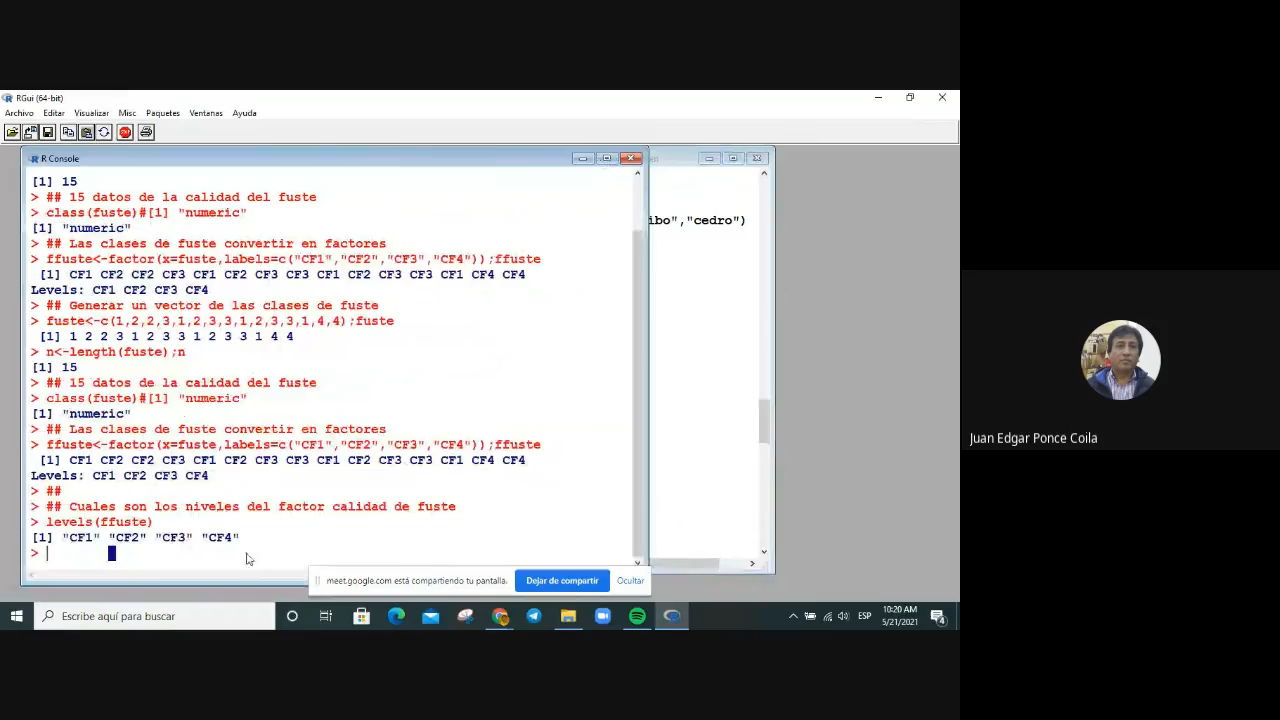 RGui (64-bit)
Archivo Editar Visualizar Misc Paquetes Ventanas Ayuda
STOP
R Console
[1] 15
> ## 15 datos de la calidad del fuste
> class(fuste)#[1] "numeric"
[1] "numeric"
> ## Las clases de fuste convertir en factores
> ffuste<-factor(x=fuste,labels=c("CF1","CF2","CF3","CF4"));ffuste
[1] CF1 CF2 CF2 CF3 CF1 CF2 CF3 CF3 CF1 CF2 CF3 CF3 CF1 CF4 CF4
Levels: CF1 CF2 CF3 CF4
> ## Generar un vector de las clases de fuste
> fuste<-c(1,2,2,3,1,2,3,3,1,2,3,3,1,4,4);fuste
[1] 1 2 2 3 1 2 3 3 1 2 3 3 1 4 4
> n<-length(fuste);n
[1] 15
> ## 15 datos de la calidad del fuste
> class(fuste)#[1] "numeric"
[1] "numeric"
> ## Las clases de fuste convertir en factores
> ffuste<-factor(x=fuste,labels=c("CF1","CF2","CF3","CF4"));ffuste
[1] CF1 CF2 CF2 CF3 CF1 CF2 CF3 CF3 CF1 CF2 CF3 CF3 CF1 CF4 CF4
Levels: CF1 CF2 CF3 CF4
> ##
> ## Cuales son los niveles del factor calidad de fuste
> levels(ffuste)
[1] "CF1" "CF2" "CF3" "CF4"
>
ibo","cedro")
meet.google.com está compartiendo tu pantalla. Dejar de compartir Ocultar
Juan Edgar Ponce Coila
Escribe aquí para buscar
ESP
10:20 AM
5/21/2021
4